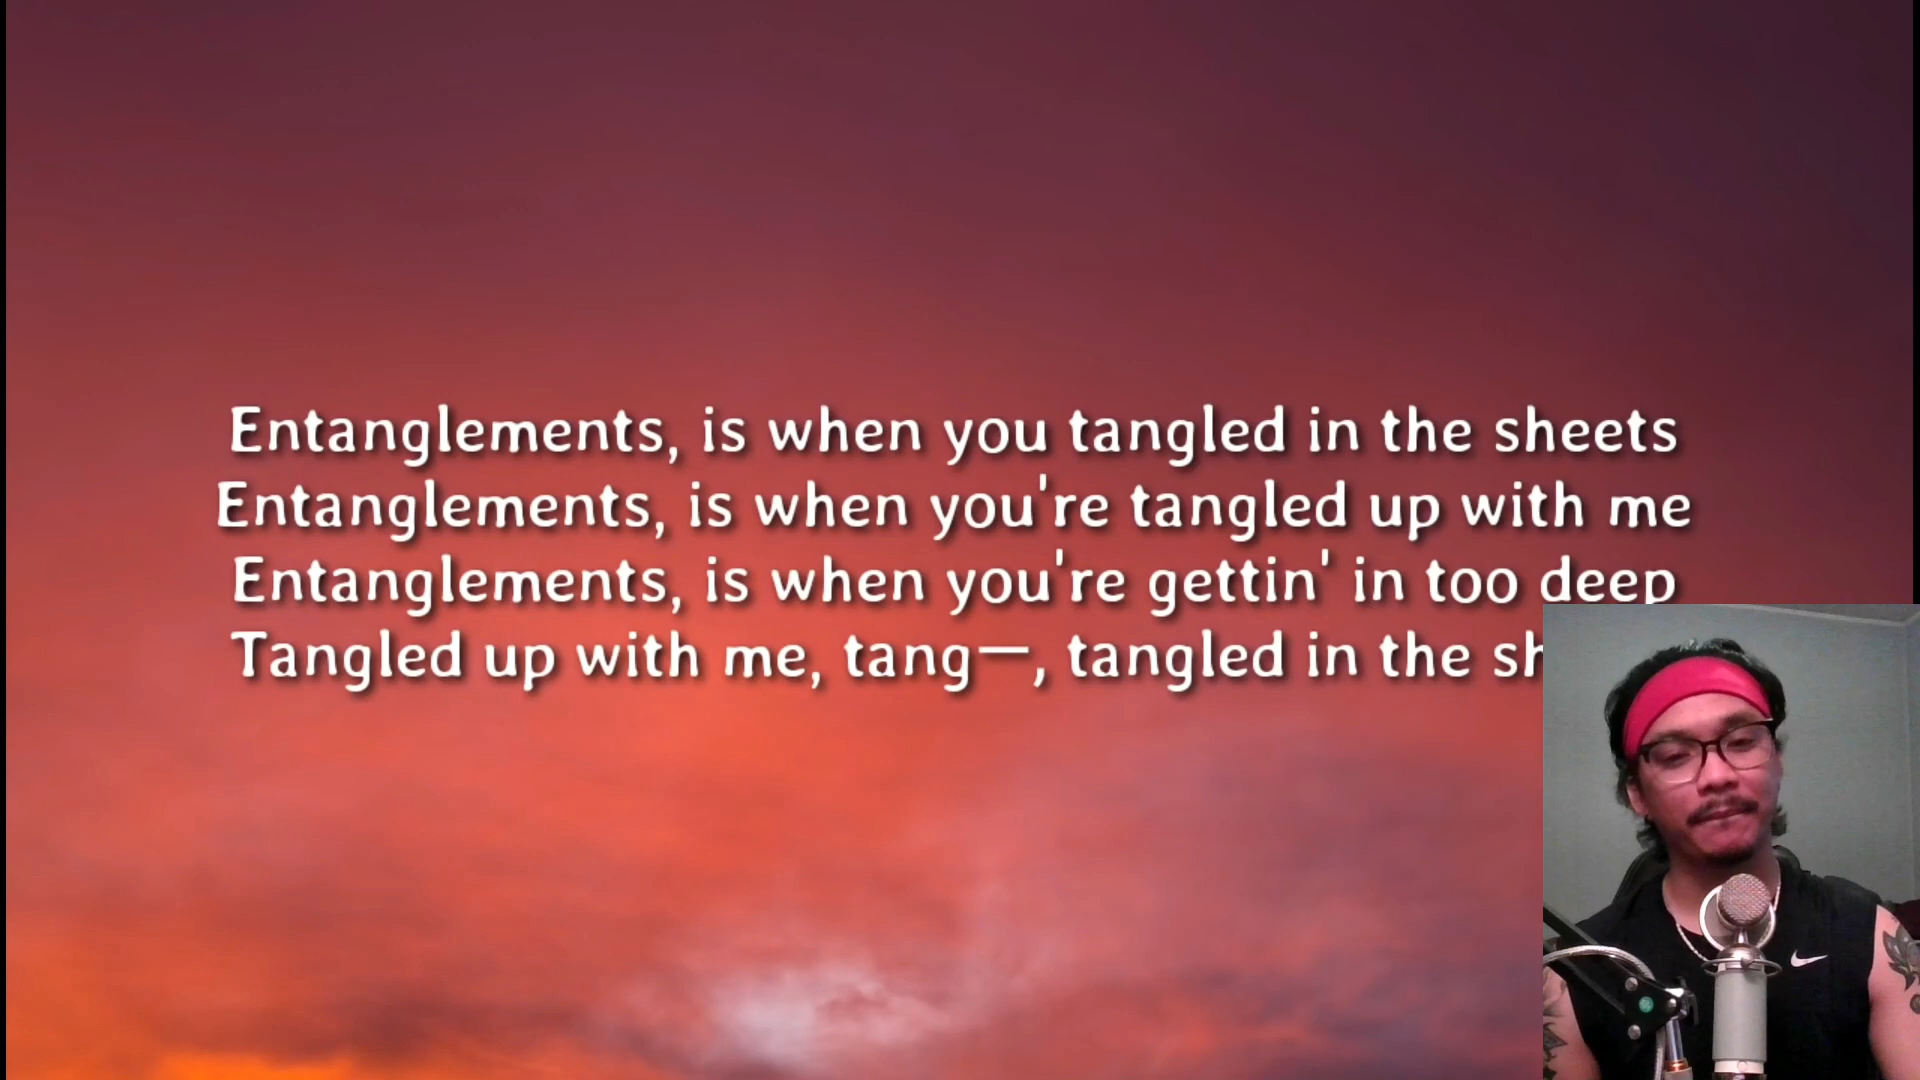 Entanglements, is when you tangled in the sheets
Entanglements, is when you're tangled up with me
Entanglements, is when you're gettin' in too deep
Tangled up with me, tang—, tangled in the